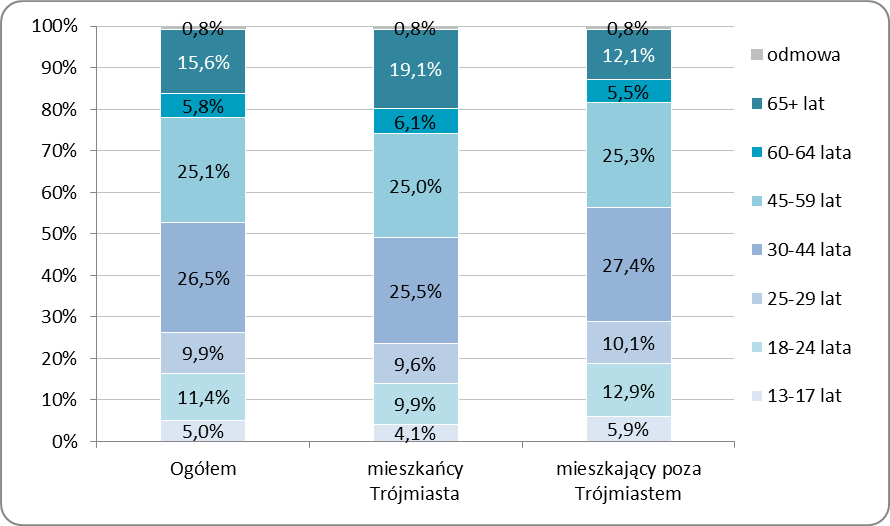 100%
90%
80%
70%
60%
50%
40%
30%
20%
10%
0%
0,8%
15,6%
5,8%
25,1%
26,5%
9,9%
11,4%
5,0%
0,8%
19,1%
6,1%
25,0%
25,5%
9,6%
9,9%
4,1%
0,8%
12,1%
5,5%
25,3%
27,4%
10,1%
12,9%
5,9%
Ogółem
mieszkańcy
Trójmiasta
mieszkający poza
Trójmiastem
odmowa
65+ lat
60-64 lata
45-59 lat
30-44 lata
25-29 lat
18-24 lata
13-17 lat